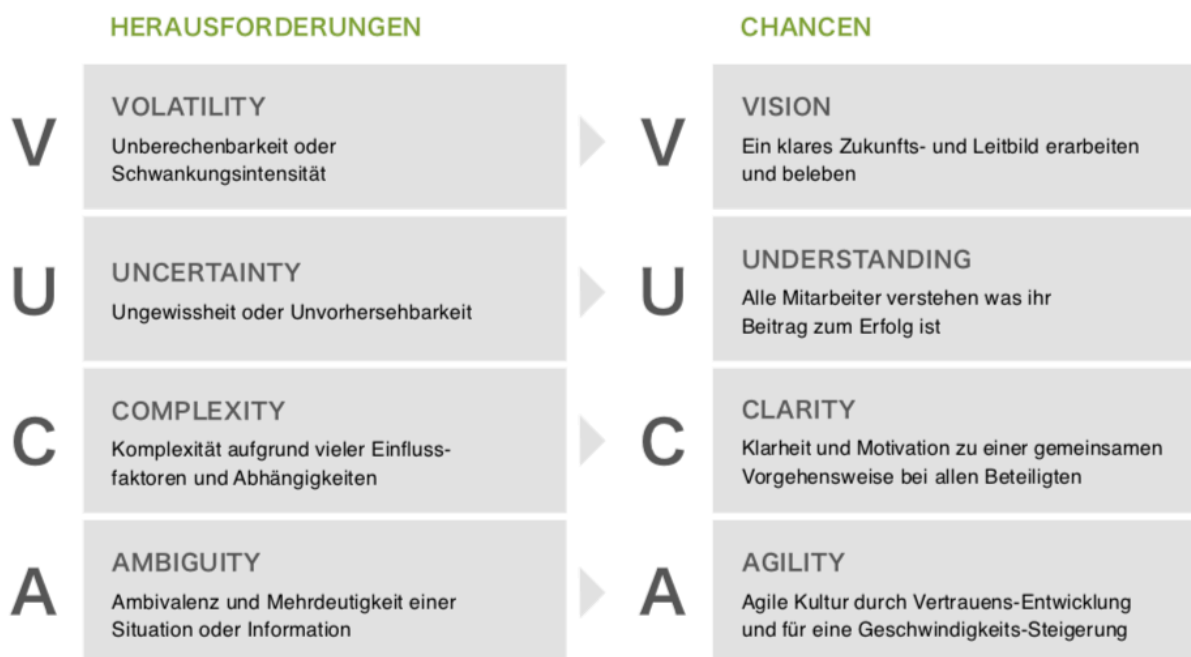 HERAUSFORDERUNGEN
CHANCEN
V
VOLATILITY
Unberechenbarkeit oder
Schwankungsintensität
V
VISION
Ein klares Zukunfts- und Leitbild erarbeiten
und beleben
U
UNCERTAINTY
Ungewissheit oder Unvorhersehbarkeit
U
UNDERSTANDING
Alle Mitarbeiter verstehen was ihr
Beitrag zum Erfolg ist
C
COMPLEXITY
Komplexität aufgrund vieler Einfluss-
faktoren und Abhängigkeiten
C
CLARITY
Klarheit und Motivation zu einer gemeinsamen
Vorgehensweise bei allen Beteiligten
A
AMBIGUITY
Ambivalenz und Mehrdeutigkeit einer
Situation oder Information
A
AGILITY
Agile Kultur durch Vertrauens-Entwicklung
und für eine Geschwindigkeits-Steigerung